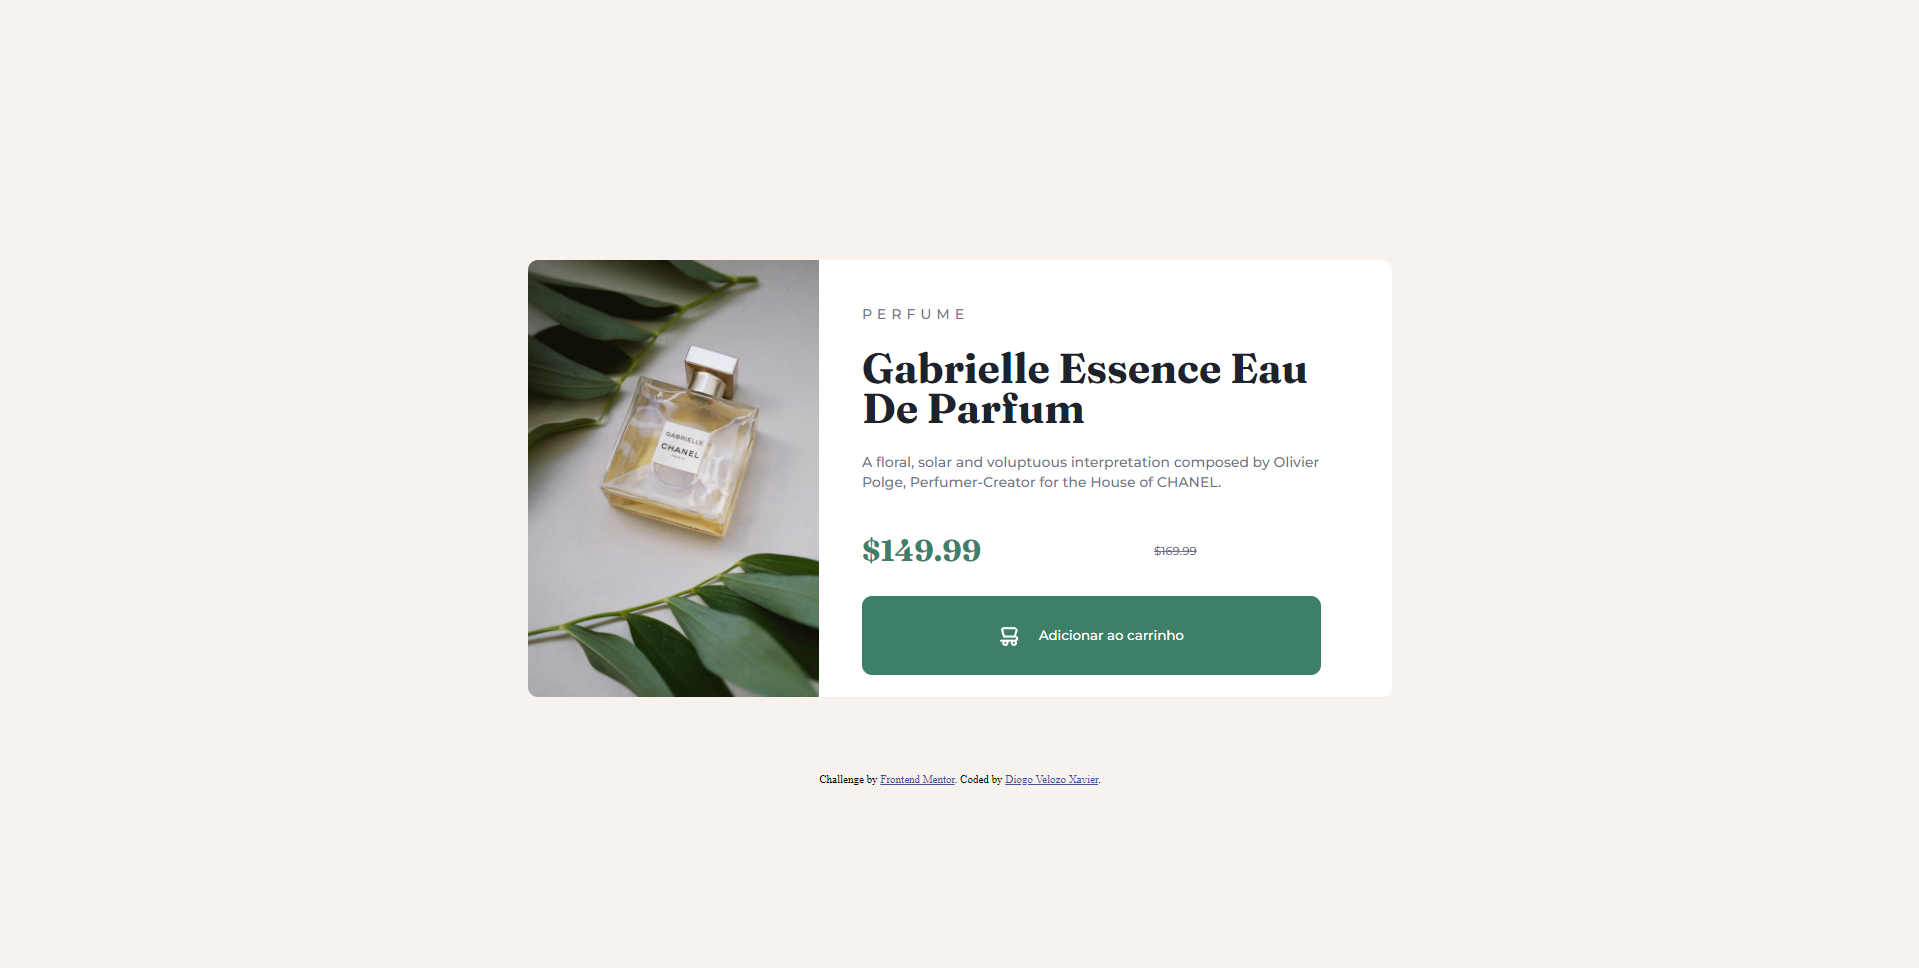 GABRIELLE
CHANEL
PARIS
PERFUME
Gabrielle Essence Eau
De Parfum
A floral, solar and voluptuous interpretation composed by Olivier
Polge, Perfumer-Creator for the House of CHANEL.
$149.99
$169.99
Adicionar ao carrinho
Challenge by Frontend Mentor. Coded by Diogo Velozo Xavier.